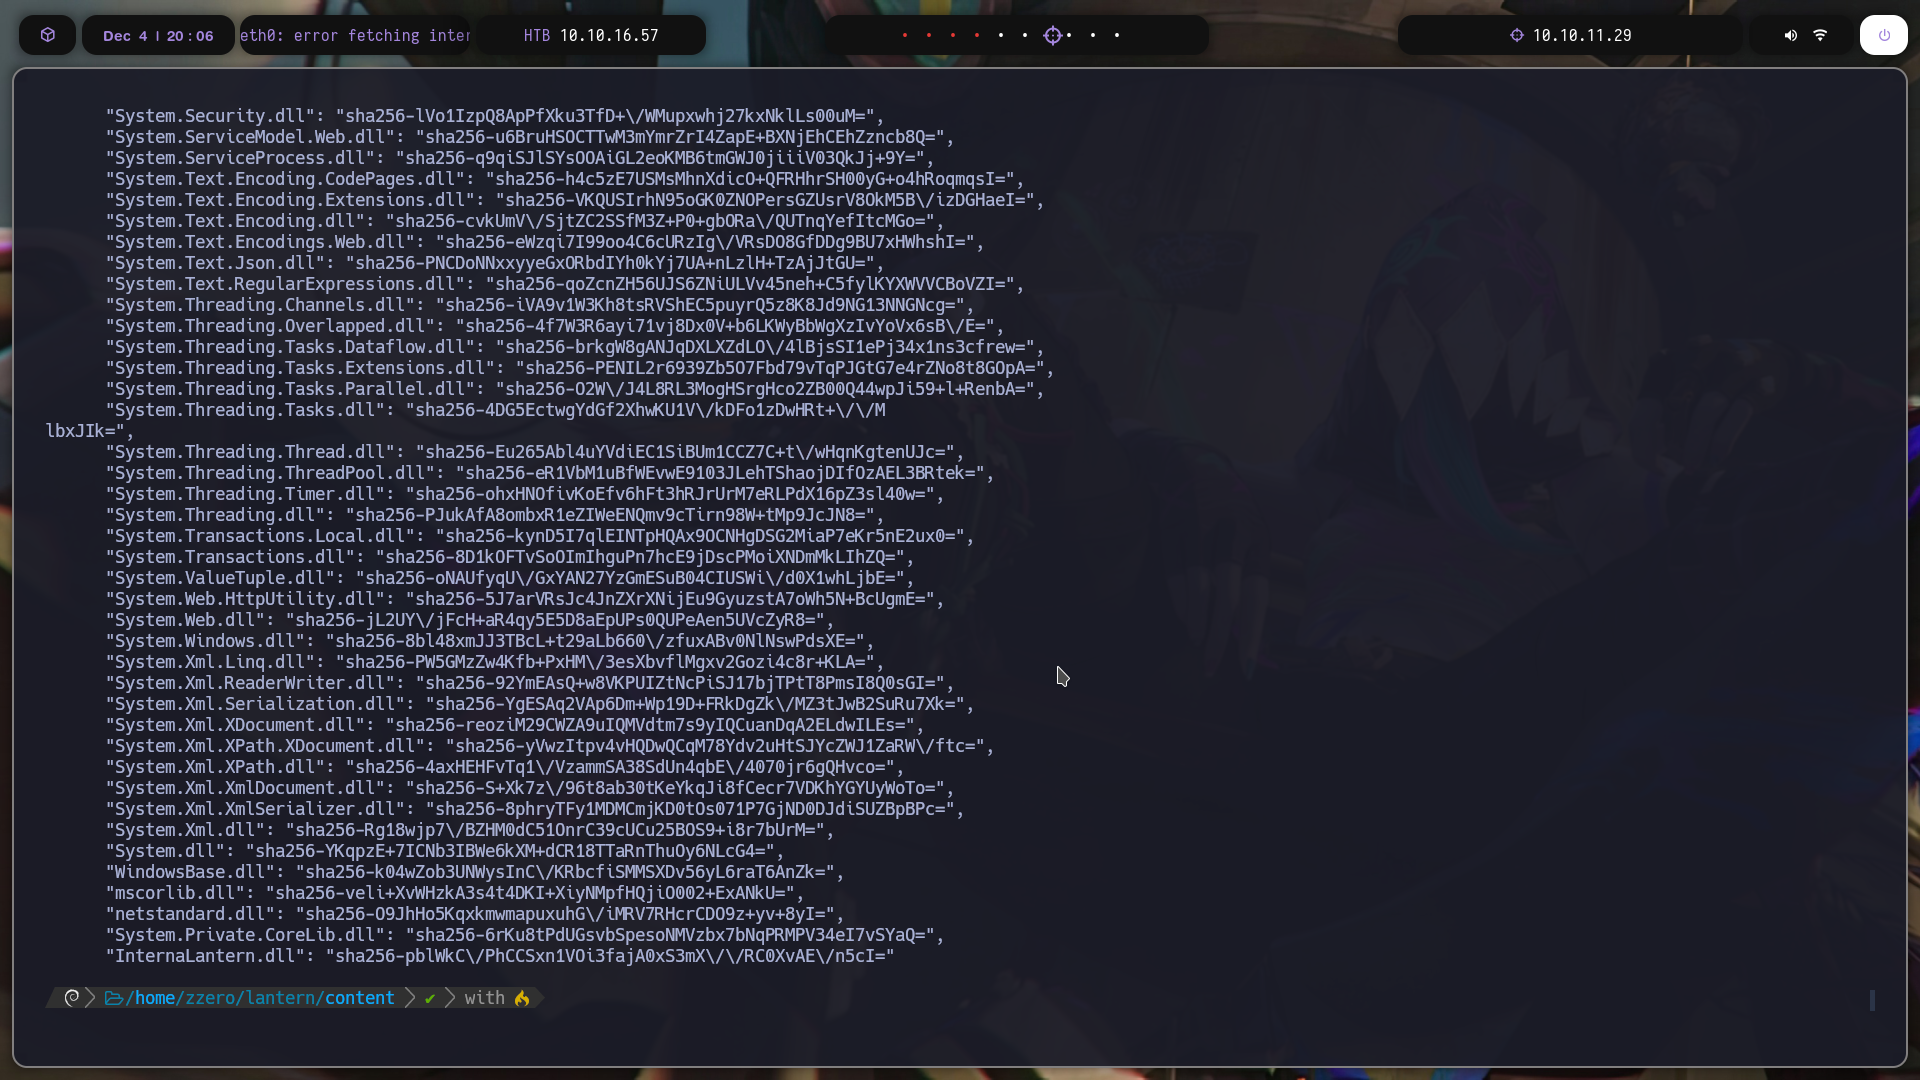 Dec 4 | 20:06
eth0: error fetching inter
HTB 10.10.16.57
10.10.11.29
"System.Security.dll": "sha256-lVo1IzpQ8ApPfXku3TfD+\/WMupxwhj27kxNklLs00uM=",
"System.ServiceModel.Web.dll": "sha256-u6BruHSOCTTwM3mYmrZrI4ZapE+BXNjEhCEhZzncb8Q=",
"System.ServiceProcess.dll": "sha256-q9qiSJlSYsOOAiGL2eoKMB6tmGWJ0jiiiV03QkJj+9Y=",
"System.Text.Encoding.CodePages.dll": "sha256-h4c5zE7USMsMhnXdicO+QFRHhrSH00yG+o4hRoqmqsI=",
"System.Text.Encoding.Extensions.dll": "sha256-VKQUSIrhN95oGK0ZNOPersGZUsrV8OkM5B\/izDGHaeI=",
"System.Text.Encoding.dll": "sha256-cvkUmV\/SjtZC2SSfM3Z+P0+gbORa\/QUTnqYefItcMGo=",
"System.Text.Encodings.Web.dll": "sha256-eWzqi7I99oo4C6cURzIg\/VRsDO8GfDDg9BU7xHWhshI=",
"System.Text.Json.dll": "sha256-PNCDoNNxxyyeGxORbdIYh0kYj7UA+nLzlH+TzAjJtGU=",
"System.Text.RegularExpressions.dll": "sha256-qoZcnZH56UJS6ZNiULVv45neh+C5fylKYXWVVCBoVZI=",
"System.Threading.Channels.dll": "sha256-iVA9v1W3Kh8tsRVShEC5puyrQ5z8K8Jd9NG13NNGNcg=",
"System.Threading.Overlapped.dll": "sha256-4f7W3R6ayi71vj8Dx0V+b6LKWyBbWgXzIvYoVx6sB\/E=",
"System.Threading.Tasks.Dataflow.dll": "sha256-brkgW8gANJqDXLXZdLO\/4lBjsSI1ePj34x1ns3cfrew=",
"System.Threading.Tasks.Extensions.dll": "sha256-PENIL2r6939Zb5O7Fbd79vTqPJGtG7e4rZNo8t8GOpA=",
"System.Threading.Tasks.Parallel.dll": "sha256-O2W\/J4L8RL3MogHSrgHco2ZB00Q44wpJi59+l+RenbA=",
"System.Threading.Tasks.dll": "sha256-4DG5EctwgYdGf2XhwKU1V\/kDFo1zDwHRt+\/\/M
lbxJIk=",
"System.Threading.Thread.dll": "sha256-Eu265Abl4uYVdiEC1SiBUm1CCZ7C+t\/wHqnKgtenUJc=",
"System.Threading.ThreadPool.dll": "sha256-eR1VbM1uBfWEvwE9103JLehTShaojDIfOzAEL3BRtek=",
"System.Threading.Timer.dll": "sha256-ohxHNOfivKoEfv6hFt3hRJrUrM7eRLPdX16pZ3sl40w=",
"System.Threading.dll": "sha256-PJukAfA8ombxR1eZIWeENQmv9cTirn98W+tMp9JcJN8=",
"System.Transactions.Local.dll": "sha256-kynD5I7qlEINTpHQAx9OCNHgDSG2MiaP7eKr5nE2ux0=",
"System.Transactions.dll": "sha256-8D1kOFTvSoOImIhguPn7hcE9jDscPMoiXNDmMkLIhZQ=",
"System.ValueTuple.dll": "sha256-oNAUfyqU\/GxYAN27YzGmESuB04CIUSWi\/d0X1whLjbE=",
"System.Web.HttpUtility.dll": "sha256-5J7arVRsJc4JnZXrXNijEu9GyuzstA7oWh5N+BcUgmE=",
"System.Web.dll": "sha256-jL2UY\/jFcH+aR4qy5E5D8aEpUPs0QUPeAen5UVcZyR8=",
"System.Windows.dll": "sha256-8bl48xmJJ3TBcL+t29aLb660\/zfuxABv0NlNswPdsXE=",
"System.Xml.Linq.dll": "sha256-PW5GMzZw4Kfb+PxHM\/3esXbvflMgxv2Gozi4c8r+KLA=",
"System.Xml.ReaderWriter.dll": "sha256-92YmEAsQ+w8VKPUIZtNcPiSJ17bjTPtT8PmsI8Q0sGI=",
"System.Xml.Serialization.dll": "sha256-YgESAq2VAp6Dm+Wp19D+FRkDgZk\/MZ3tJwB2SuRu7Xk=",
"System.Xml.XDocument.dll": "sha256-reoziM29CWZA9uIQMVdtm7s9yIQCuanDqA2ELdwILEs=",
"System.Xml.XPath.XDocument.dll": "sha256-yVwzItpv4vHQDwQCqM78Ydv2uHtSJYcZWJ1ZaRW\/ftc=",
"System.Xml.XPath.dll": "sha256-4axHEHFvTq1\/VzammSA38SdUn4qbE\/4070jr6gQHvco=",
"System.Xml.XmlDocument.dll": "sha256-S+Xk7z\/96t8ab30tKeYkqJi8fCecr7VDKhYGYUyWoTo=",
"System.Xml.XmlSerializer.dll": "sha256-8phryTFy1MDMCmjKD0tOs071P7GjND0DJdiSUZBpBPc=",
"System.Xml.dll": "sha256-Rg18wjp7\/BZHM0dC51OnrC39cUCu25BOS9+i8r7bUrM=",
"System.dll": "sha256-YKqpzE+7ICNb3IBWe6kXM+dCR18TTaRnThuOy6NLcG4=",
"WindowsBase.dll": "sha256-k04wZob3UNWysInC\/KRbcfiSMMSXDv56yL6raT6AnZk=",
"mscorlib.dll": "sha256-veli+XvWHzkA3s4t4DKI+XiyNMpfHQjiO002+ExANkU=",
"netstandard.dll": "sha256-O9JhHo5KqxkmwmapuxuhG\/iMRV7RHcrCDO9z+yv+8yI=",
"System.Private.CoreLib.dll": "sha256-6rKu8tPdUGsvbSpesoNMVzbx7bNqPRMPV34eI7vSYaQ=",
"InternaLantern.dll": "sha256-pblWkC\/PhCCSxn1VOi3fajA0xS3mX\/\/RC0XvAE\/n5cI="
/home/zzero/lantern/content ✔ with 🔥